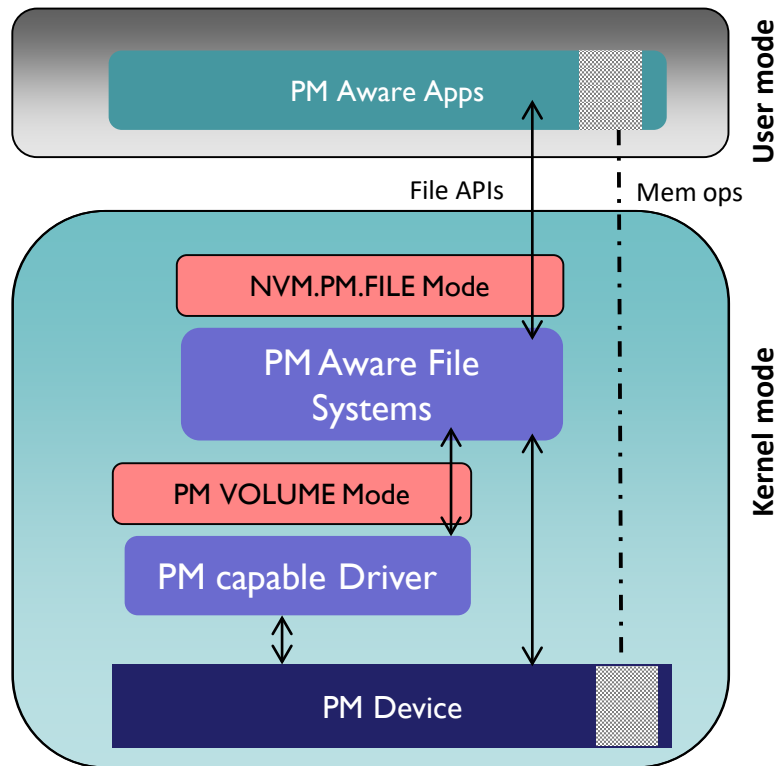 PM Aware Apps
User mode
File APIs
Mem ops
NVM.PM.FILE Mode
PM Aware File
Systems
Kernel mode
PM VOLUME Mode
PM capable Driver
PM Device